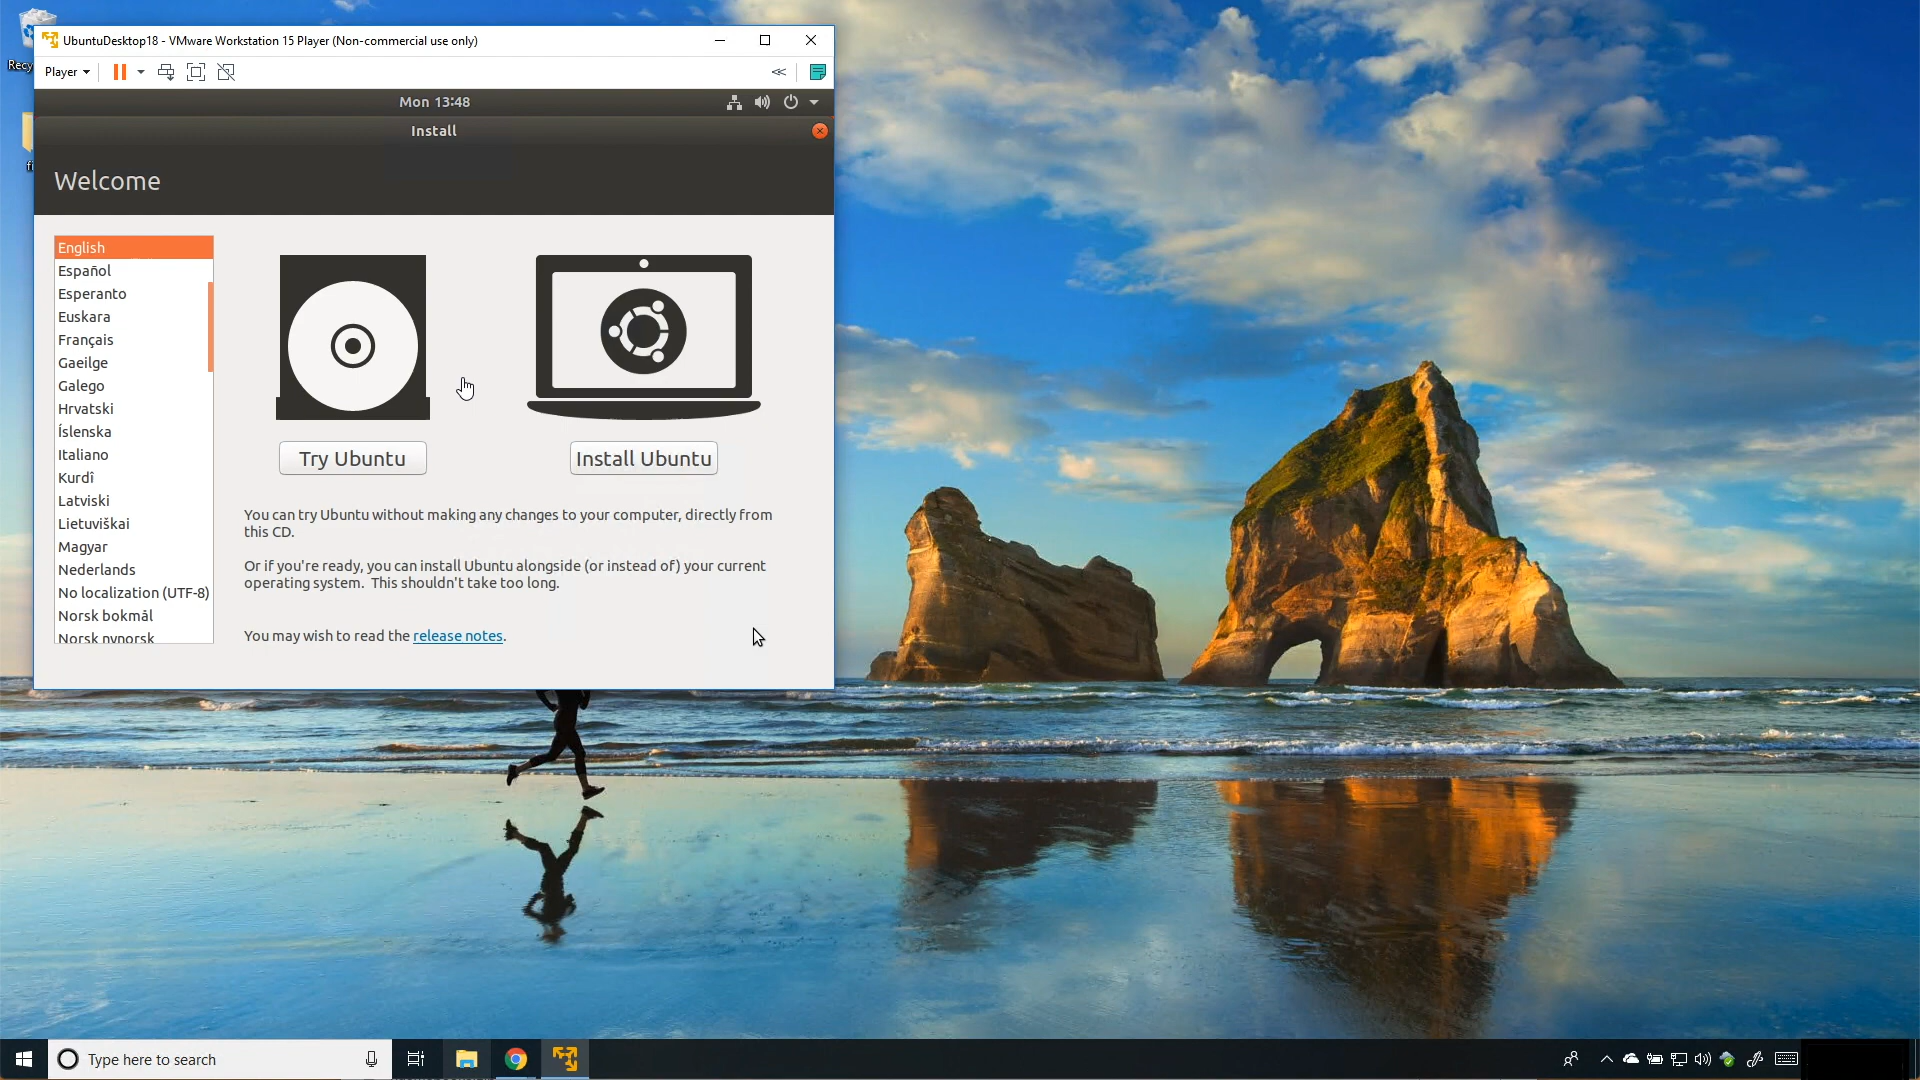 Recy
UbuntuDesktop18 - VMware Workstation 15 Player (Non-commercial use only)
Player
Mon 13:48
Install
Welcome
English
Español
Esperanto
Euskara
Français
Gaeilge
Galego
Hrvatski
Íslenska
Italiano
Kurdî
Latviski
Lietuviškai
Magyar
Nederlands
No localization (UTF-8)
Norsk bokmål
Norsk nynorsk
Try Ubuntu
Install Ubuntu
You can try Ubuntu without making any changes to your computer, directly from
this CD.
Or if you're ready, you can install Ubuntu alongside (or instead of) your current
operating system. This shouldn't take too long.
You may wish to read the release notes.
Type here to search